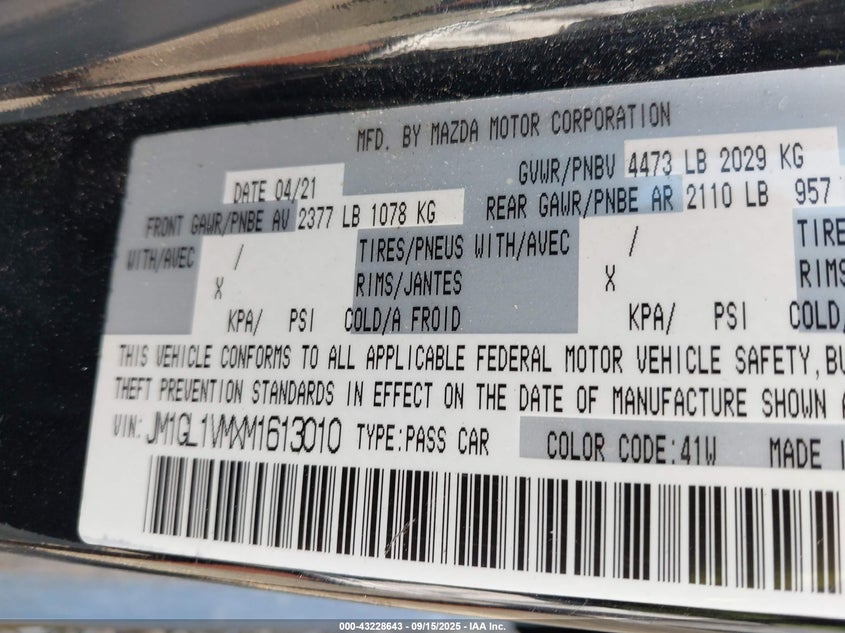 MFD. BY MAZDA MOTOR CORPORATION
DATE 04/21
GVWR/PNBV 4473 LB 2029 KG
FRONT GAWR/PNBE AV 2377 LB 1078 KG
REAR GAWR/PNBE AR 2110 LB 957
WITH/AVEC / TIRES/PNEUS WITH/AVEC / TIRE
X RIMS/JANTES X RIMS
KPA/ PSI COLD/A FROID KPA/ PSI COLD/
THIS VEHICLE CONFORMS TO ALL APPLICABLE FEDERAL MOTOR VEHICLE SAFETY, BU
THEFT PREVENTION STANDARDS IN EFFECT ON THE DATE OF MANUFACTURE SHOWN A
VIN: JM1GL1VMXM1613010 TYPE:PASS CAR COLOR CODE:41W MADE I
000-43228643 - 09/15/2025 - IAA Inc.